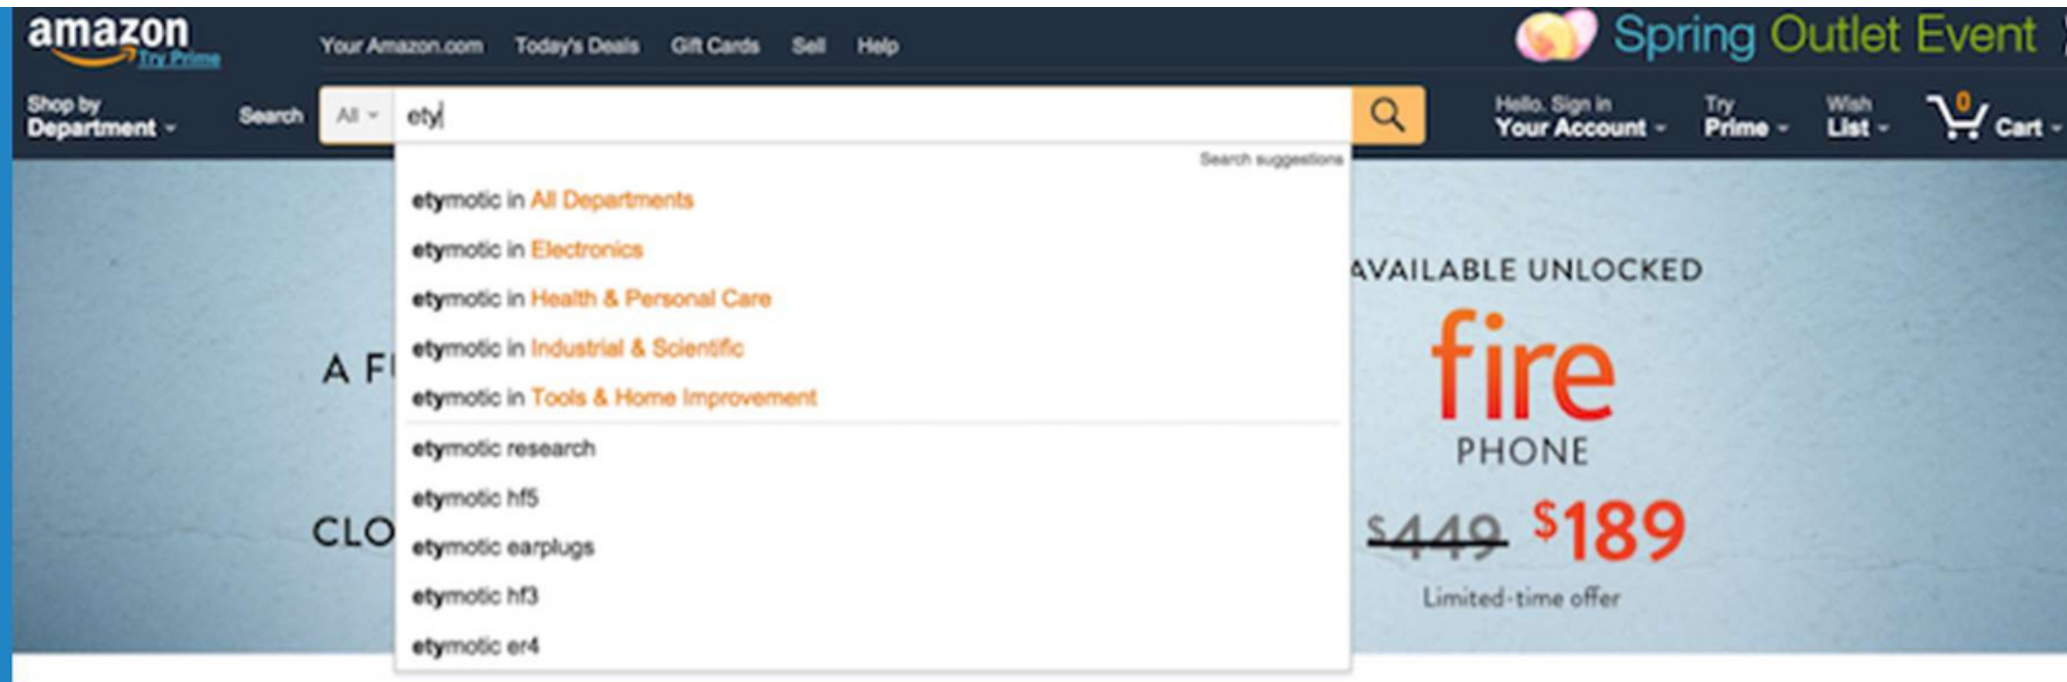 amazon
Try Prime
Your Amazon.com Today's Deals Gift Cards Sell Help
Spring Outlet Event
Shop by
Department
Search
All
ety
Hello. Sign in
Your Account
Try
Prime
Wish
List
0
Cart
Search suggestions
etymotic in All Departments
etymotic in Electronics
etymotic in Health & Personal Care
etymotic in Industrial & Scientific
etymotic in Tools & Home Improvement
etymotic research
etymotic hf5
etymotic earplugs
etymotic hf3
etymotic er4
A F
CLO
AVAILABLE UNLOCKED
fire
PHONE
$449 $189
Limited-time offer